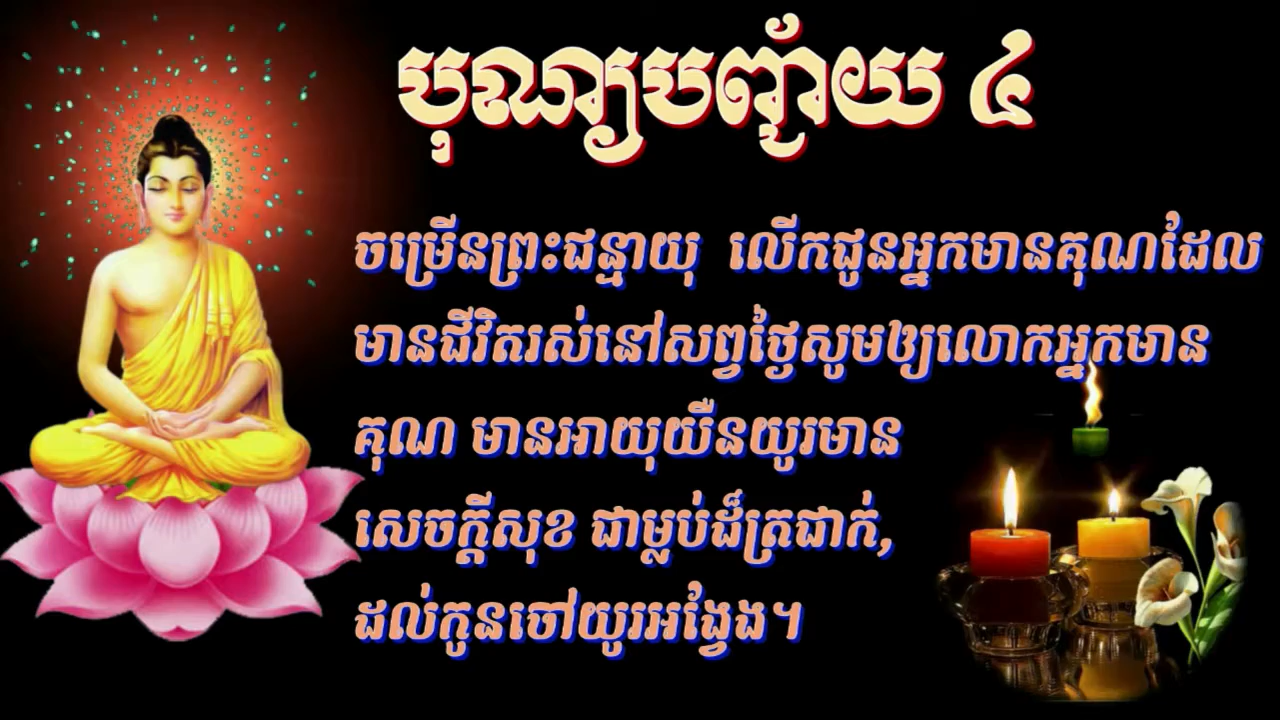 បុណ្យបញ្ជ័យ ៤
ចម្រើនព្រះជន្មាយុ លើកជូនអ្នកមានគុណដែល
មានជីវិតរស់នៅសព្វថ្ងៃសូមឲ្យលោកអ្នកមាន
គុណ មានអាយុយឺនយូរមាន
សេចក្ដីសុខ ជាម្លប់ដ៏ត្រជាក់,
ដល់កូនចៅយូរអង្វែង។